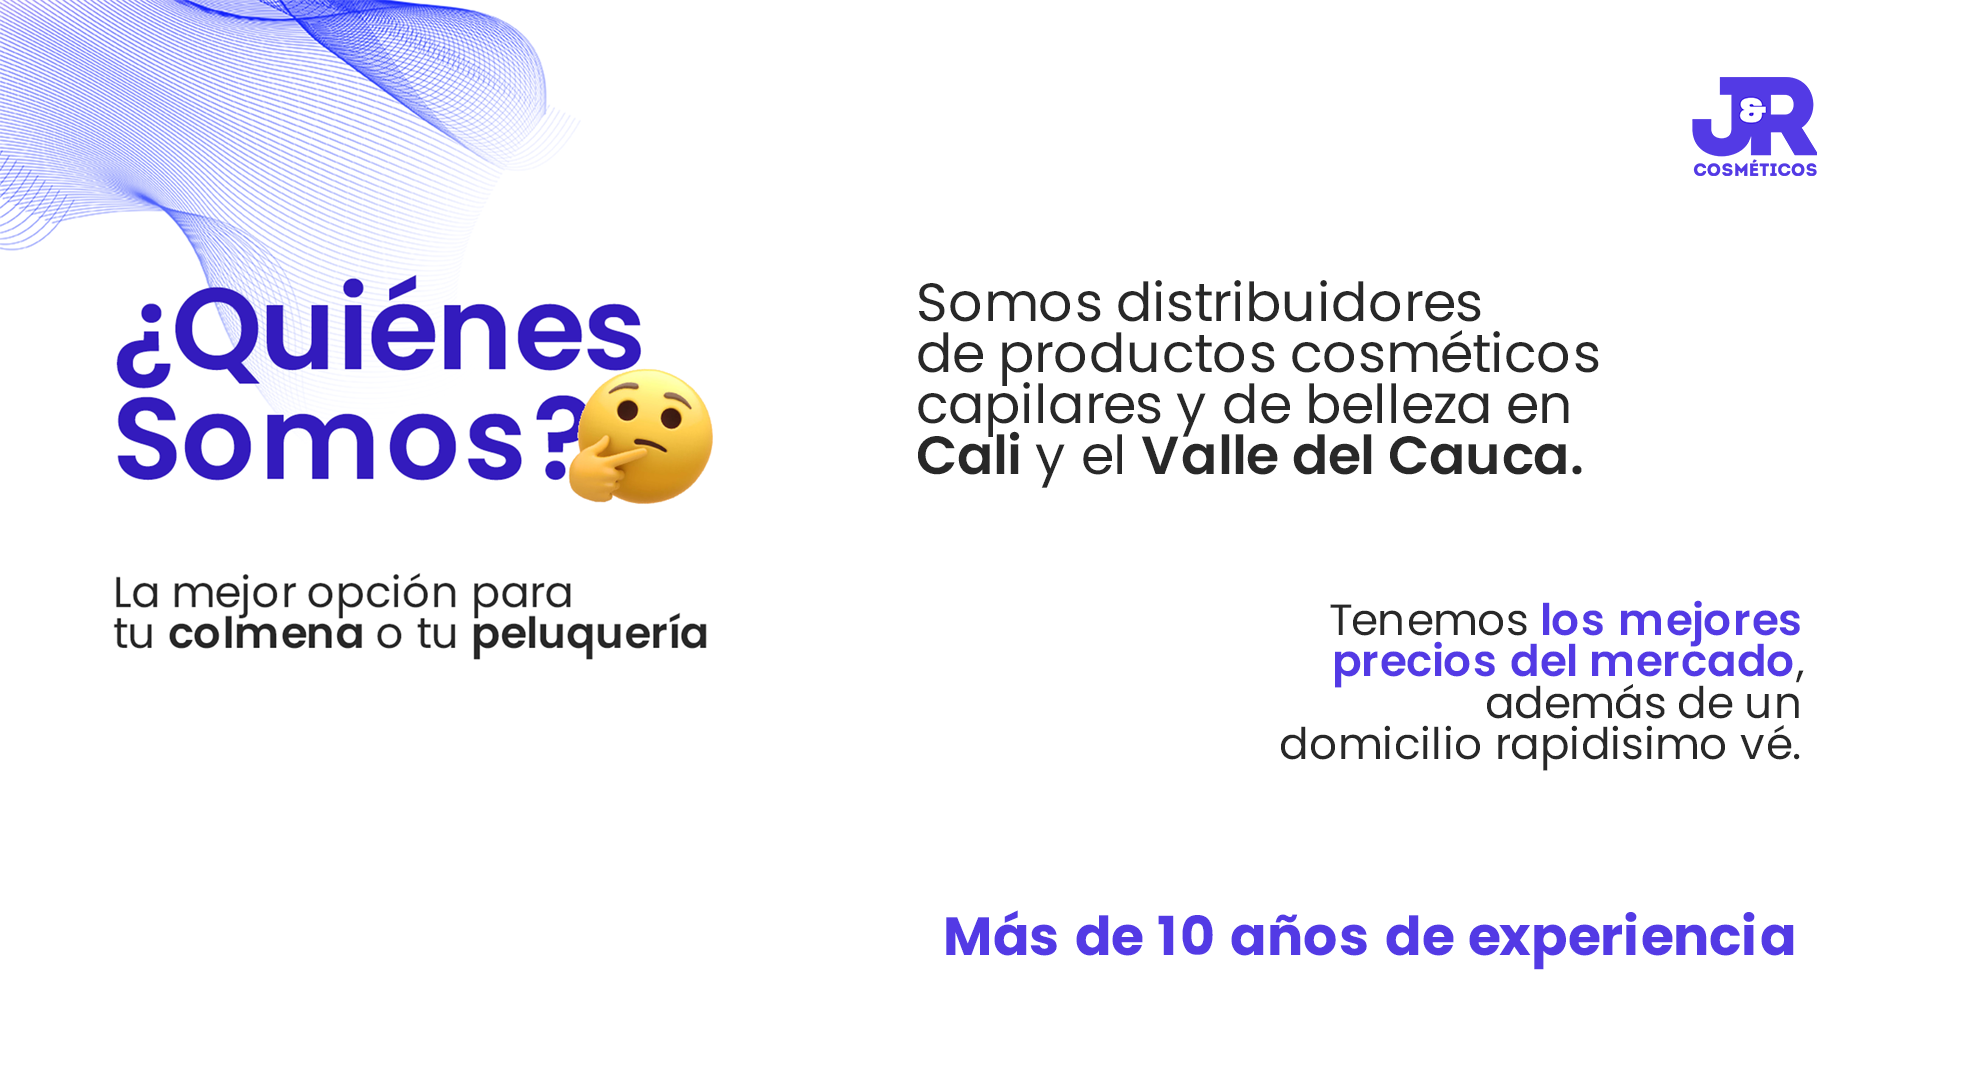 J&R
COSMÉTICOS
¿Quiénes
Somos?
La mejor opción para
tu colmena o tu peluquería
Somos distribuidores
de productos cosméticos
capilares y de belleza en
Cali y el Valle del Cauca.
Tenemos los mejores
precios del mercado,
además de un
domicilio rapidisimo vé.
Más de 10 años de experiencia